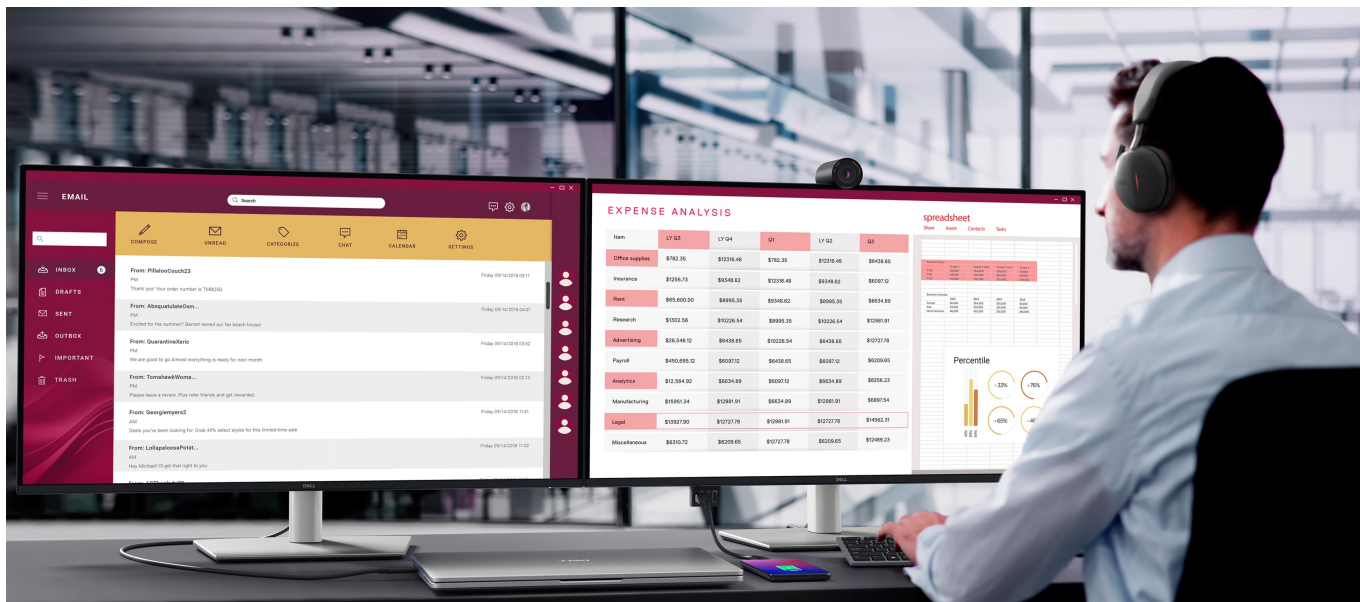 EMAIL
Search
COMPOSE
UNREAD
CATEGORIZE
CHAT
CALENDAR
SETTINGS
INBOX 6
DRAFTS
SENT
OUTBOX
IMPORTANT
TRASH
From: PillalooCouch23
Friday 09/14/2018 05:11
PM
Thank you! Your order number is TMBIJSQ
From: AbsquatulateOsm...
Friday 09/14/2018 04:07
PM
Excited for the summer? Barrett rented our fav beach house!
From: QuarantineXeric
Friday 09/14/2018 03:52
PM
We are good to go Almost everything is ready for next month
From: TomahawkWoma...
Friday 09/14/2018 02:13
PM
Please leave a review. Plus refer friends and get rewarded.
From: Georgiemyers2
Friday 09/14/2018 11:41
AM
Deals you've been looking for: Grab 40% select styles for this limited-time sale.
From: LollapaloosaPotat...
Friday 09/14/2018 11:32
AM
Hey Michael! I'll get that right to you.
DELL
EXPENSE ANALYSIS
Item LY Q3 LY Q4 Q1 LY Q2 Q3
Office supplies $782.35 $12316.48 $782.35 $12316.48 $6438.65
Insurance $1256.73 $9348.62 $12316.48 $9348.62 $6097.12
Rent $65,600.00 $8995.35 $9348.62 $8995.35 $6634.89
Research $1302.56 $10226.54 $8995.35 $10226.54 $12981.91
Advertising $26.546.12 $6438.65 $10226.54 $6438.65 $12727.78
Payroll $450,695.12 $6097.12 $6438.65 $6097.12 $6209.65
Analytics $12,564.92 $6634.89 $6097.12 $6634.89 $8256.23
Manufacturing $15951.34 $12981.91 $6634.89 $12981.91 $6897.54
Legal $13927.90 $12727.78 $12981.91 $12727.78 $14562.31
Miscellaneous $6310.72 $6209.65 $12727.78 $6209.65 $12489.23
spreadsheet
Share Insert Contacts Tasks
Percentile
- 33%
-76%
-65%
DELL